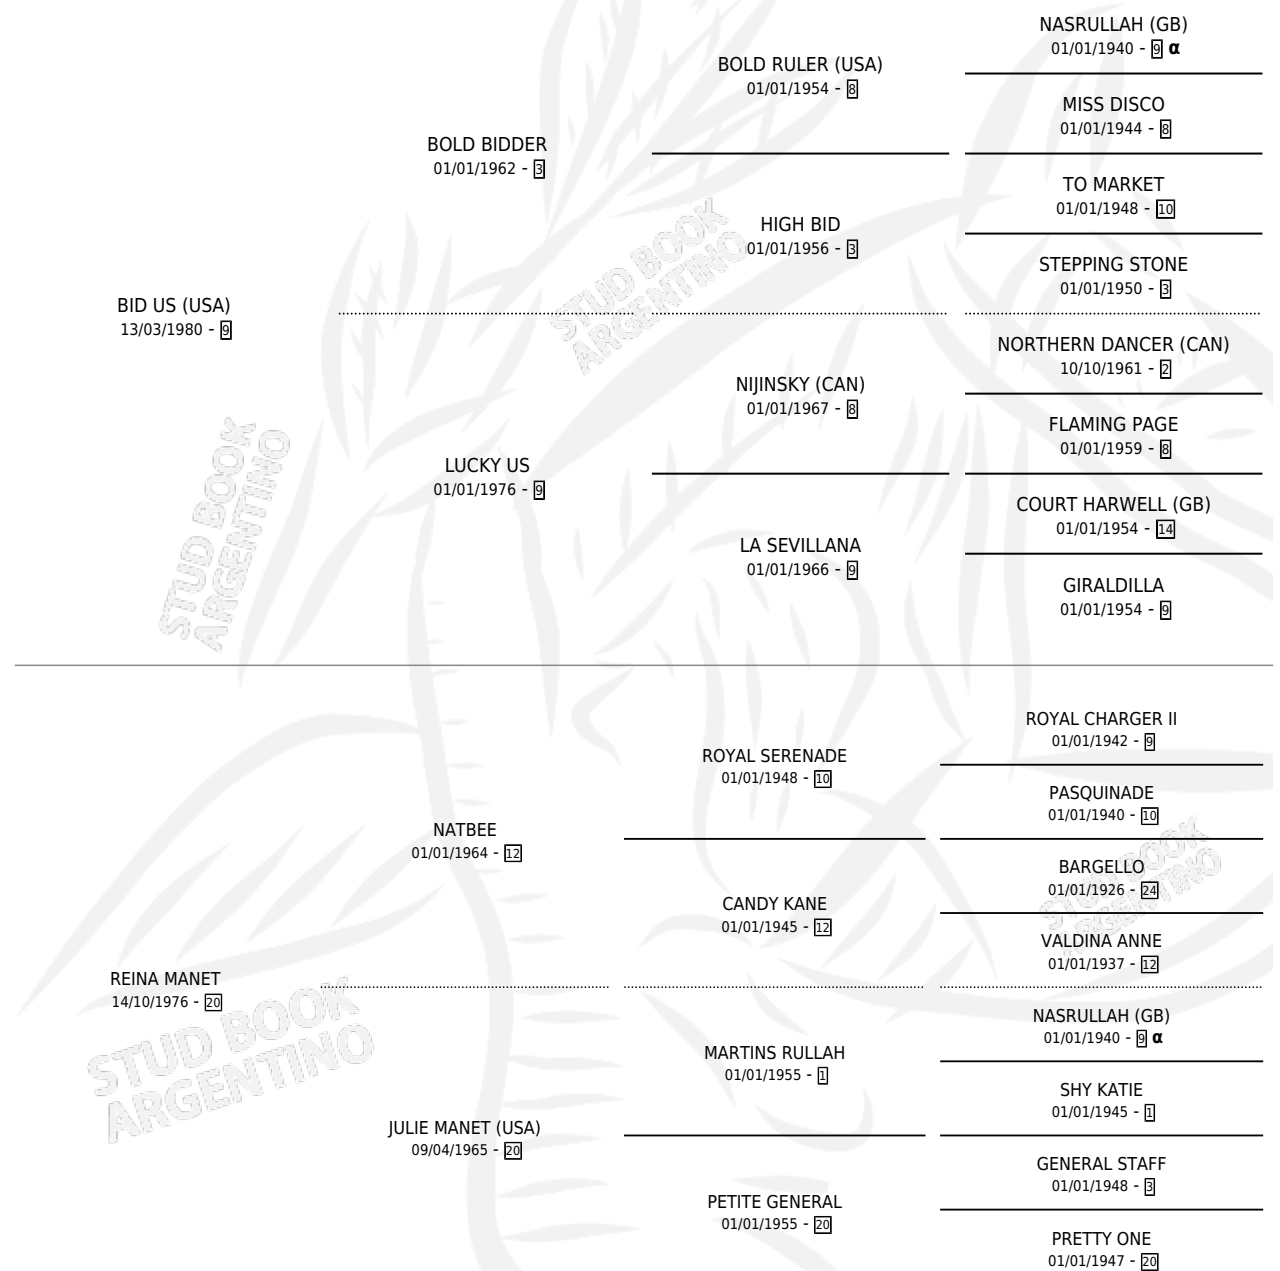 NASRULLAH (GB)
01/01/1940 - 9 α
BOLD RULER (USA)
01/01/1954 - 8
MISS DISCO
01/01/1944 - 8
BOLD BIDDER
01/01/1962 - 3
TO MARKET
01/01/1948 - 10
HIGH BID
01/01/1956 - 3
STEPPING STONE
01/01/1950 - 3
BID US (USA)
13/03/1980 - 9
NORTHERN DANCER (CAN)
10/10/1961 - 2
NIJINSKY (CAN)
01/01/1967 - 8
FLAMING PAGE
01/01/1959 - 8
LUCKY US
01/01/1976 - 9
COURT HARWELL (GB)
01/01/1954 - 14
LA SEVILLANA
01/01/1966 - 9
GIRALDILLA
01/01/1954 - 9
ROYAL CHARGER II
01/01/1942 - 9
ROYAL SERENADE
01/01/1948 - 10
PASQUINADE
01/01/1940 - 10
NATBEE
01/01/1964 - 12
BARGELLO
01/01/1926 - 24
CANDY KANE
01/01/1945 - 12
VALDINA ANNE
01/01/1937 - 12
REINA MANET
14/10/1976 - 20
NASRULLAH (GB)
01/01/1940 - 9 α
MARTINS RULLAH
01/01/1955 - 1
SHY KATIE
01/01/1945 - 1
JULIE MANET (USA)
09/04/1965 - 20
GENERAL STAFF
01/01/1948 - 3
PETITE GENERAL
01/01/1955 - 20
PRETTY ONE
01/01/1947 - 20
STUD BOOK
ARGENTINO
STUD BOOK
ARGENTINO
STUD BOOK
ARGENTINO
STUD BOOK
ARGENTINO